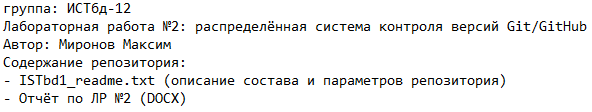 группа: ИСТбд-12
Лабораторная работа №2: распределённая система контроля версий Git/GitHub
Автор: Миронов Максим
Содержание репозитория:
- ISTbd1_readme.txt (описание состава и параметров репозитория)
- Отчёт по ЛР №2 (DOCX)